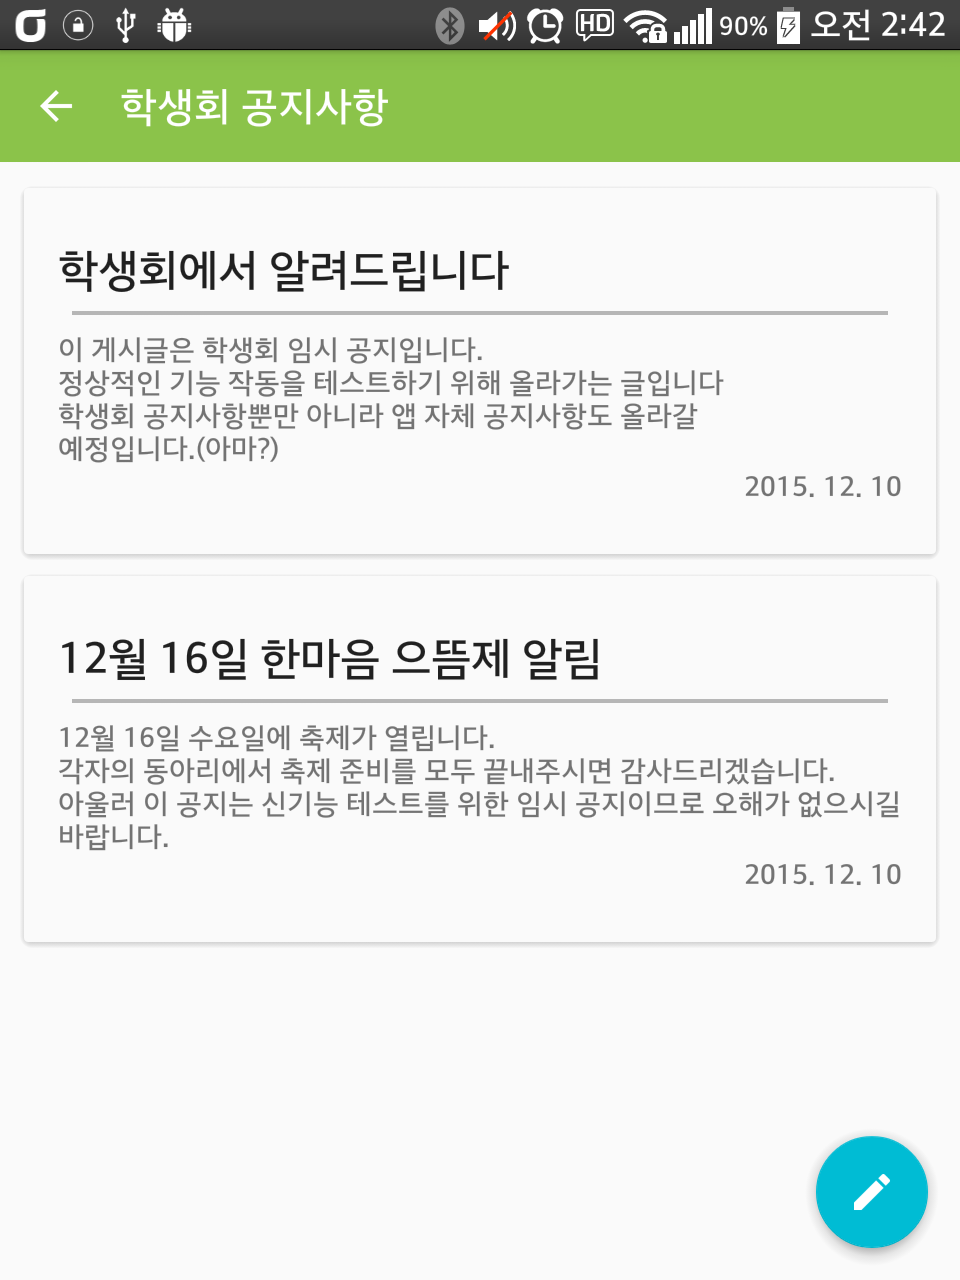 HD 90% 오전 2:42
학생회 공지사항
학생회에서 알려드립니다
이 게시글은 학생회 임시 공지입니다.
정상적인 기능 작동을 테스트하기 위해 올라가는 글입니다
학생회 공지사항뿐만 아니라 앱 자체 공지사항도 올라갈
예정입니다.(아마?)
2015. 12. 10
12월 16일 한마음 으뜸제 알림
12월 16일 수요일에 축제가 열립니다.
각자의 동아리에서 축제 준비를 모두 끝내주시면 감사드리겠습니다.
아울러 이 공지는 신기능 테스트를 위한 임시 공지이므로 오해가 없으시길
바랍니다.
2015. 12. 10